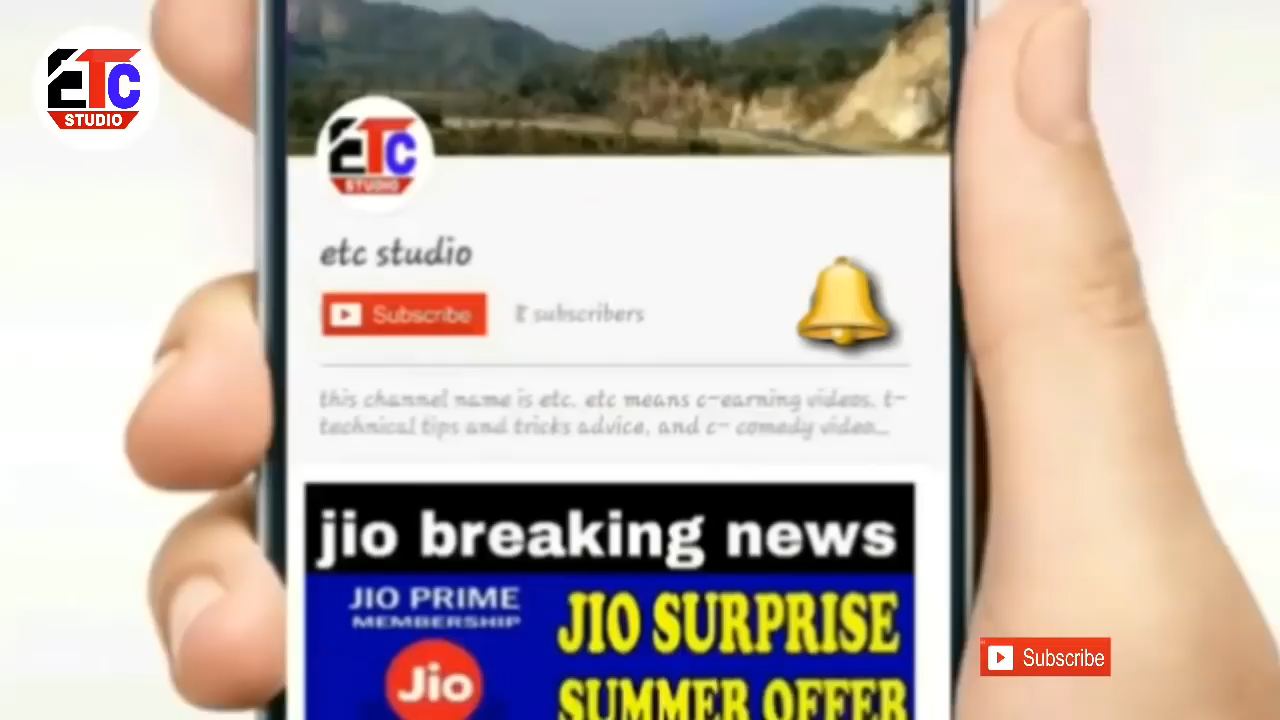 ETC
STUDIO
ETC
STUDIO
etc studio
Subscribe
subscribers
this channel name is etc. etc means c-earning videos. t-
technical tips and tricks advice, and c- comedy video...
jio breaking news
JIO PRIME
MEMBERSHIP
JIO SURPRISE
SUMMER OFFER
Jio
Subscribe